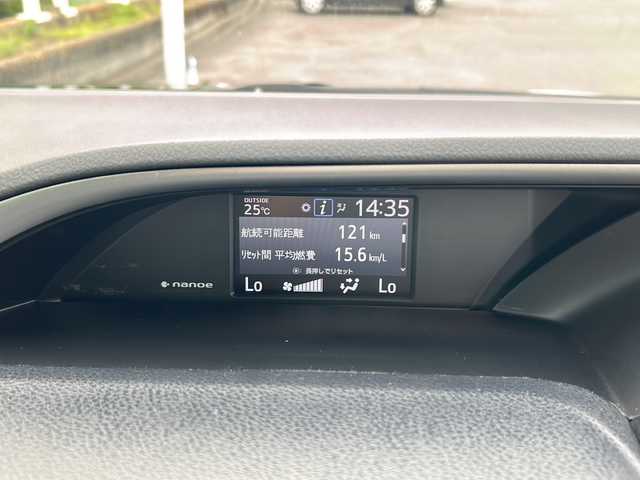 OUTSIDE
25℃ i 14:35
航続可能距離 121 km
リセット間 平均燃費 15.6 km/L
長押しでリセット
Lo Lo
nanoe